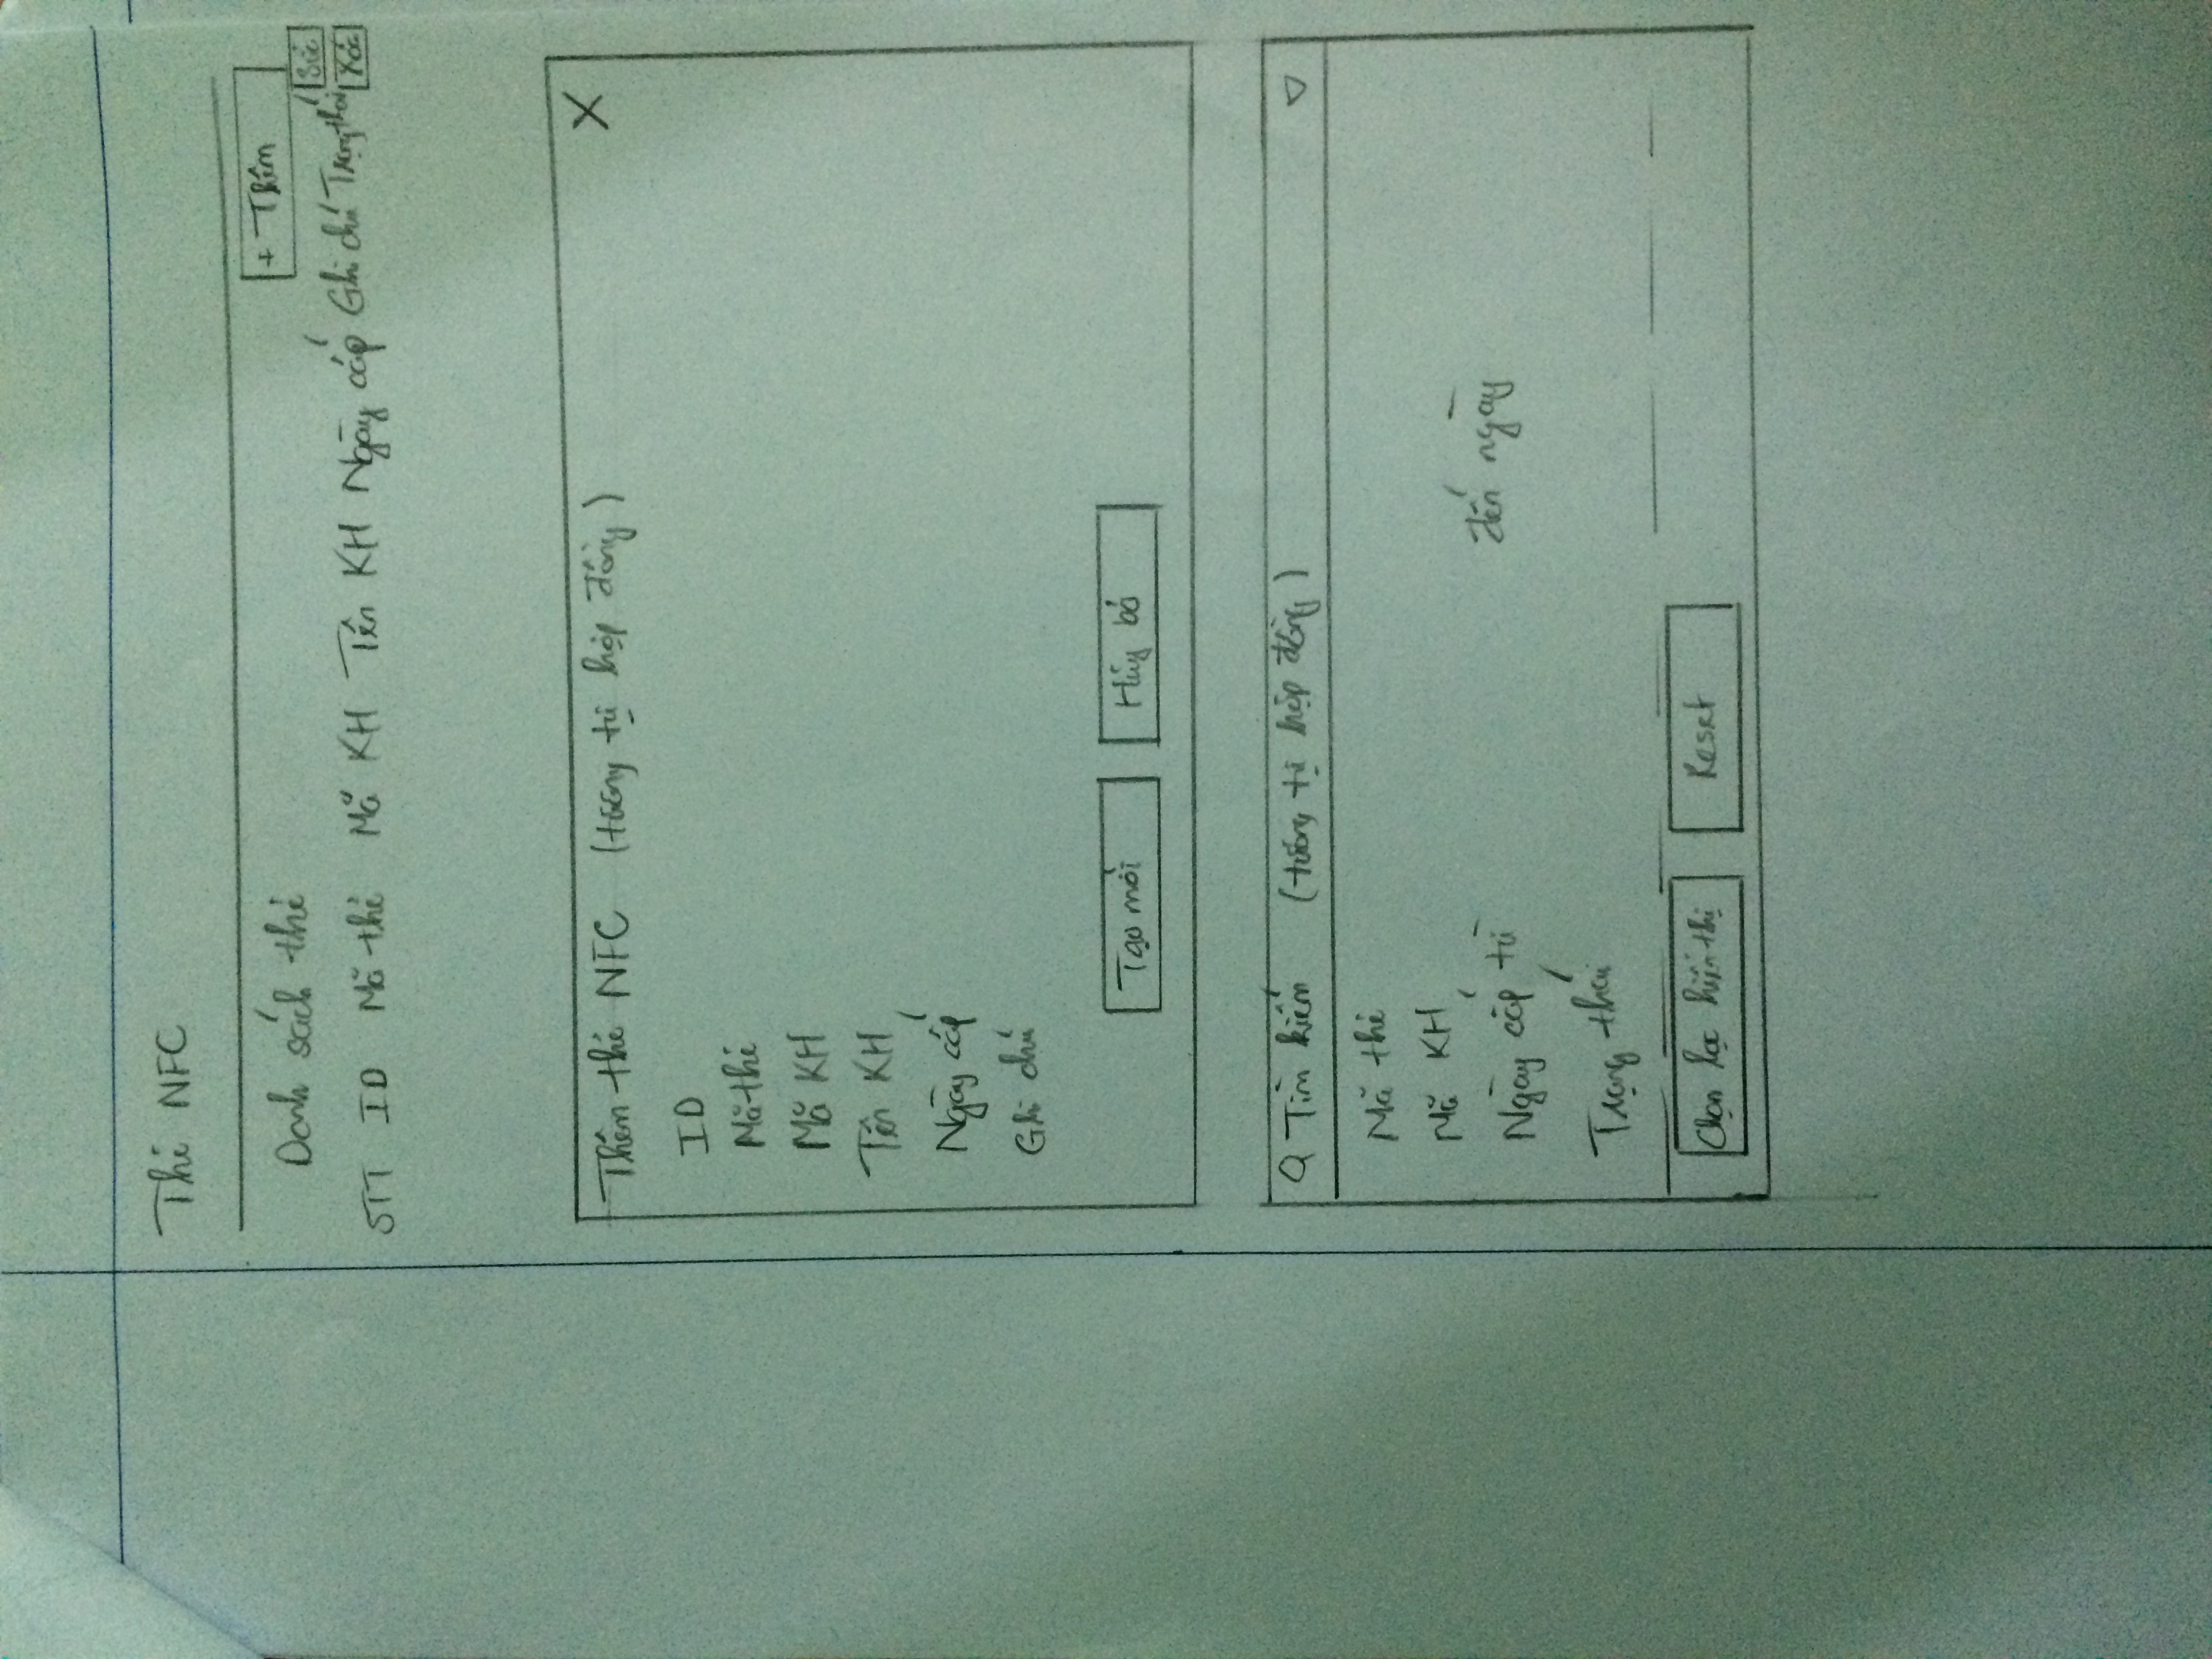 Thẻ NFC
+ Thêm
Danh sách thẻ
STT ID Mã thẻ Mã KH Tên KH Ngày cấp Ghi chú Trạng thái Sửa
Xóa
Thêm thẻ NFC (tương tự hợp đồng) X
ID
Mã thẻ
Mã KH
Tên KH
Ngày cấp
Ghi chú
Tạo mới Hủy bỏ
Tìm kiếm (tương tự hợp đồng)
Mã thẻ
Mã KH
Ngày cấp từ đến ngày
Trạng thái
Chọn lọc hiển thị Reset